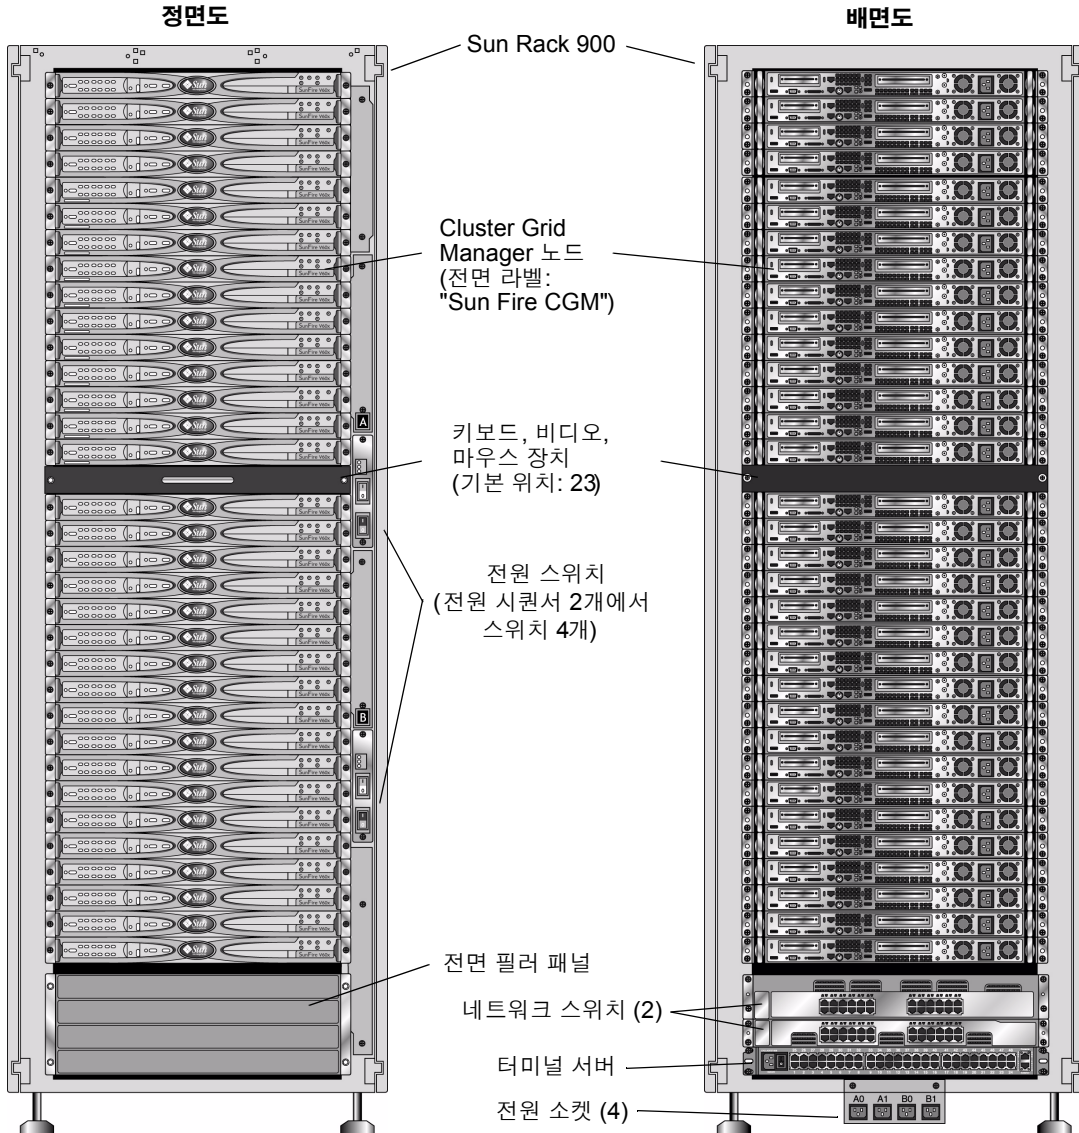 정면도
배면도
Sun Rack 900
Cluster Grid
Manager 노드
(전면 라벨:
"Sun Fire CGM")
키보드, 비디오,
마우스 장치
(기본 위치: 23)
전원 스위치
(전원 시퀀서 2개에서
스위치 4개)
A
B
전면 필러 패널
네트워크 스위치 (2)
터미널 서버
전원 소켓 (4)
A0 A1 B0 B1